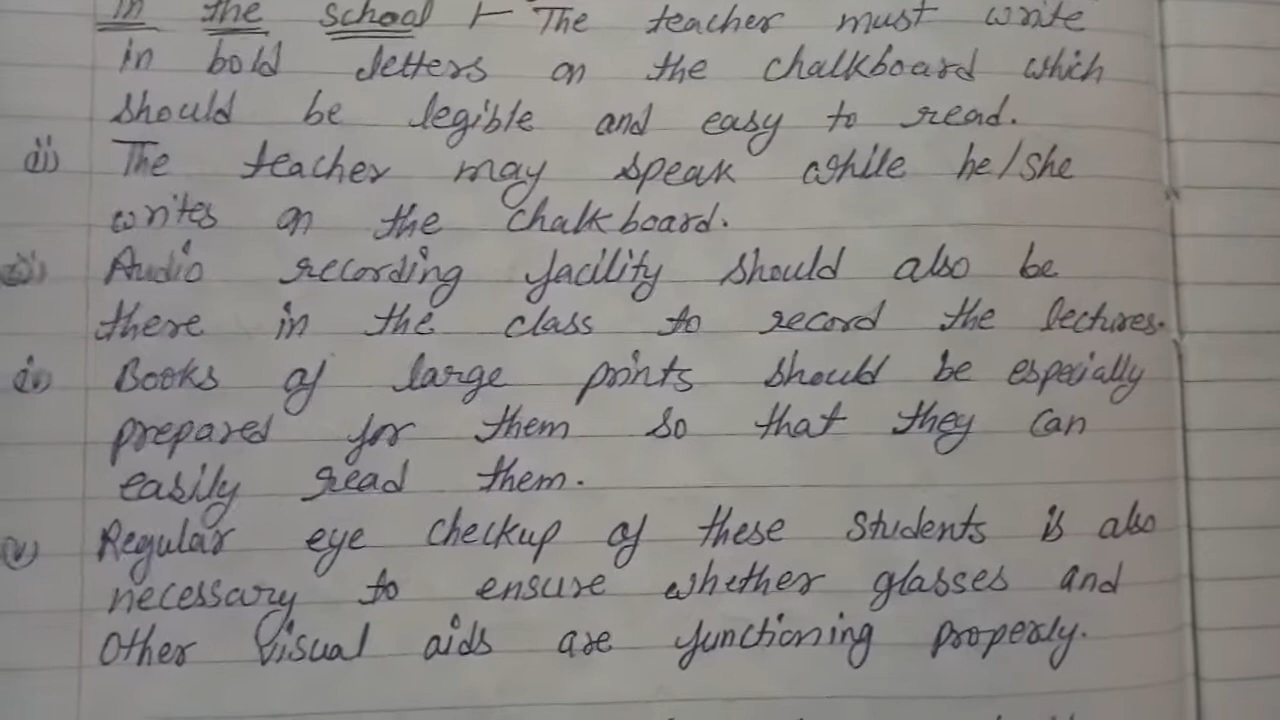 in the school :- The teacher must write
in bold letters on the chalkboard which
should be legible and easy to read.
ii) The teacher may speak while he/she
writes on the chalkboard.
iii) Audio recording facility should also be
there in the class to record the lectures.
iv) Books of large prints should be especially
prepared for them so that they can
easily read them.
(v) Regular eye checkup of these students is also
necessary to ensure whether glasses and
other visual aids are functioning properly.